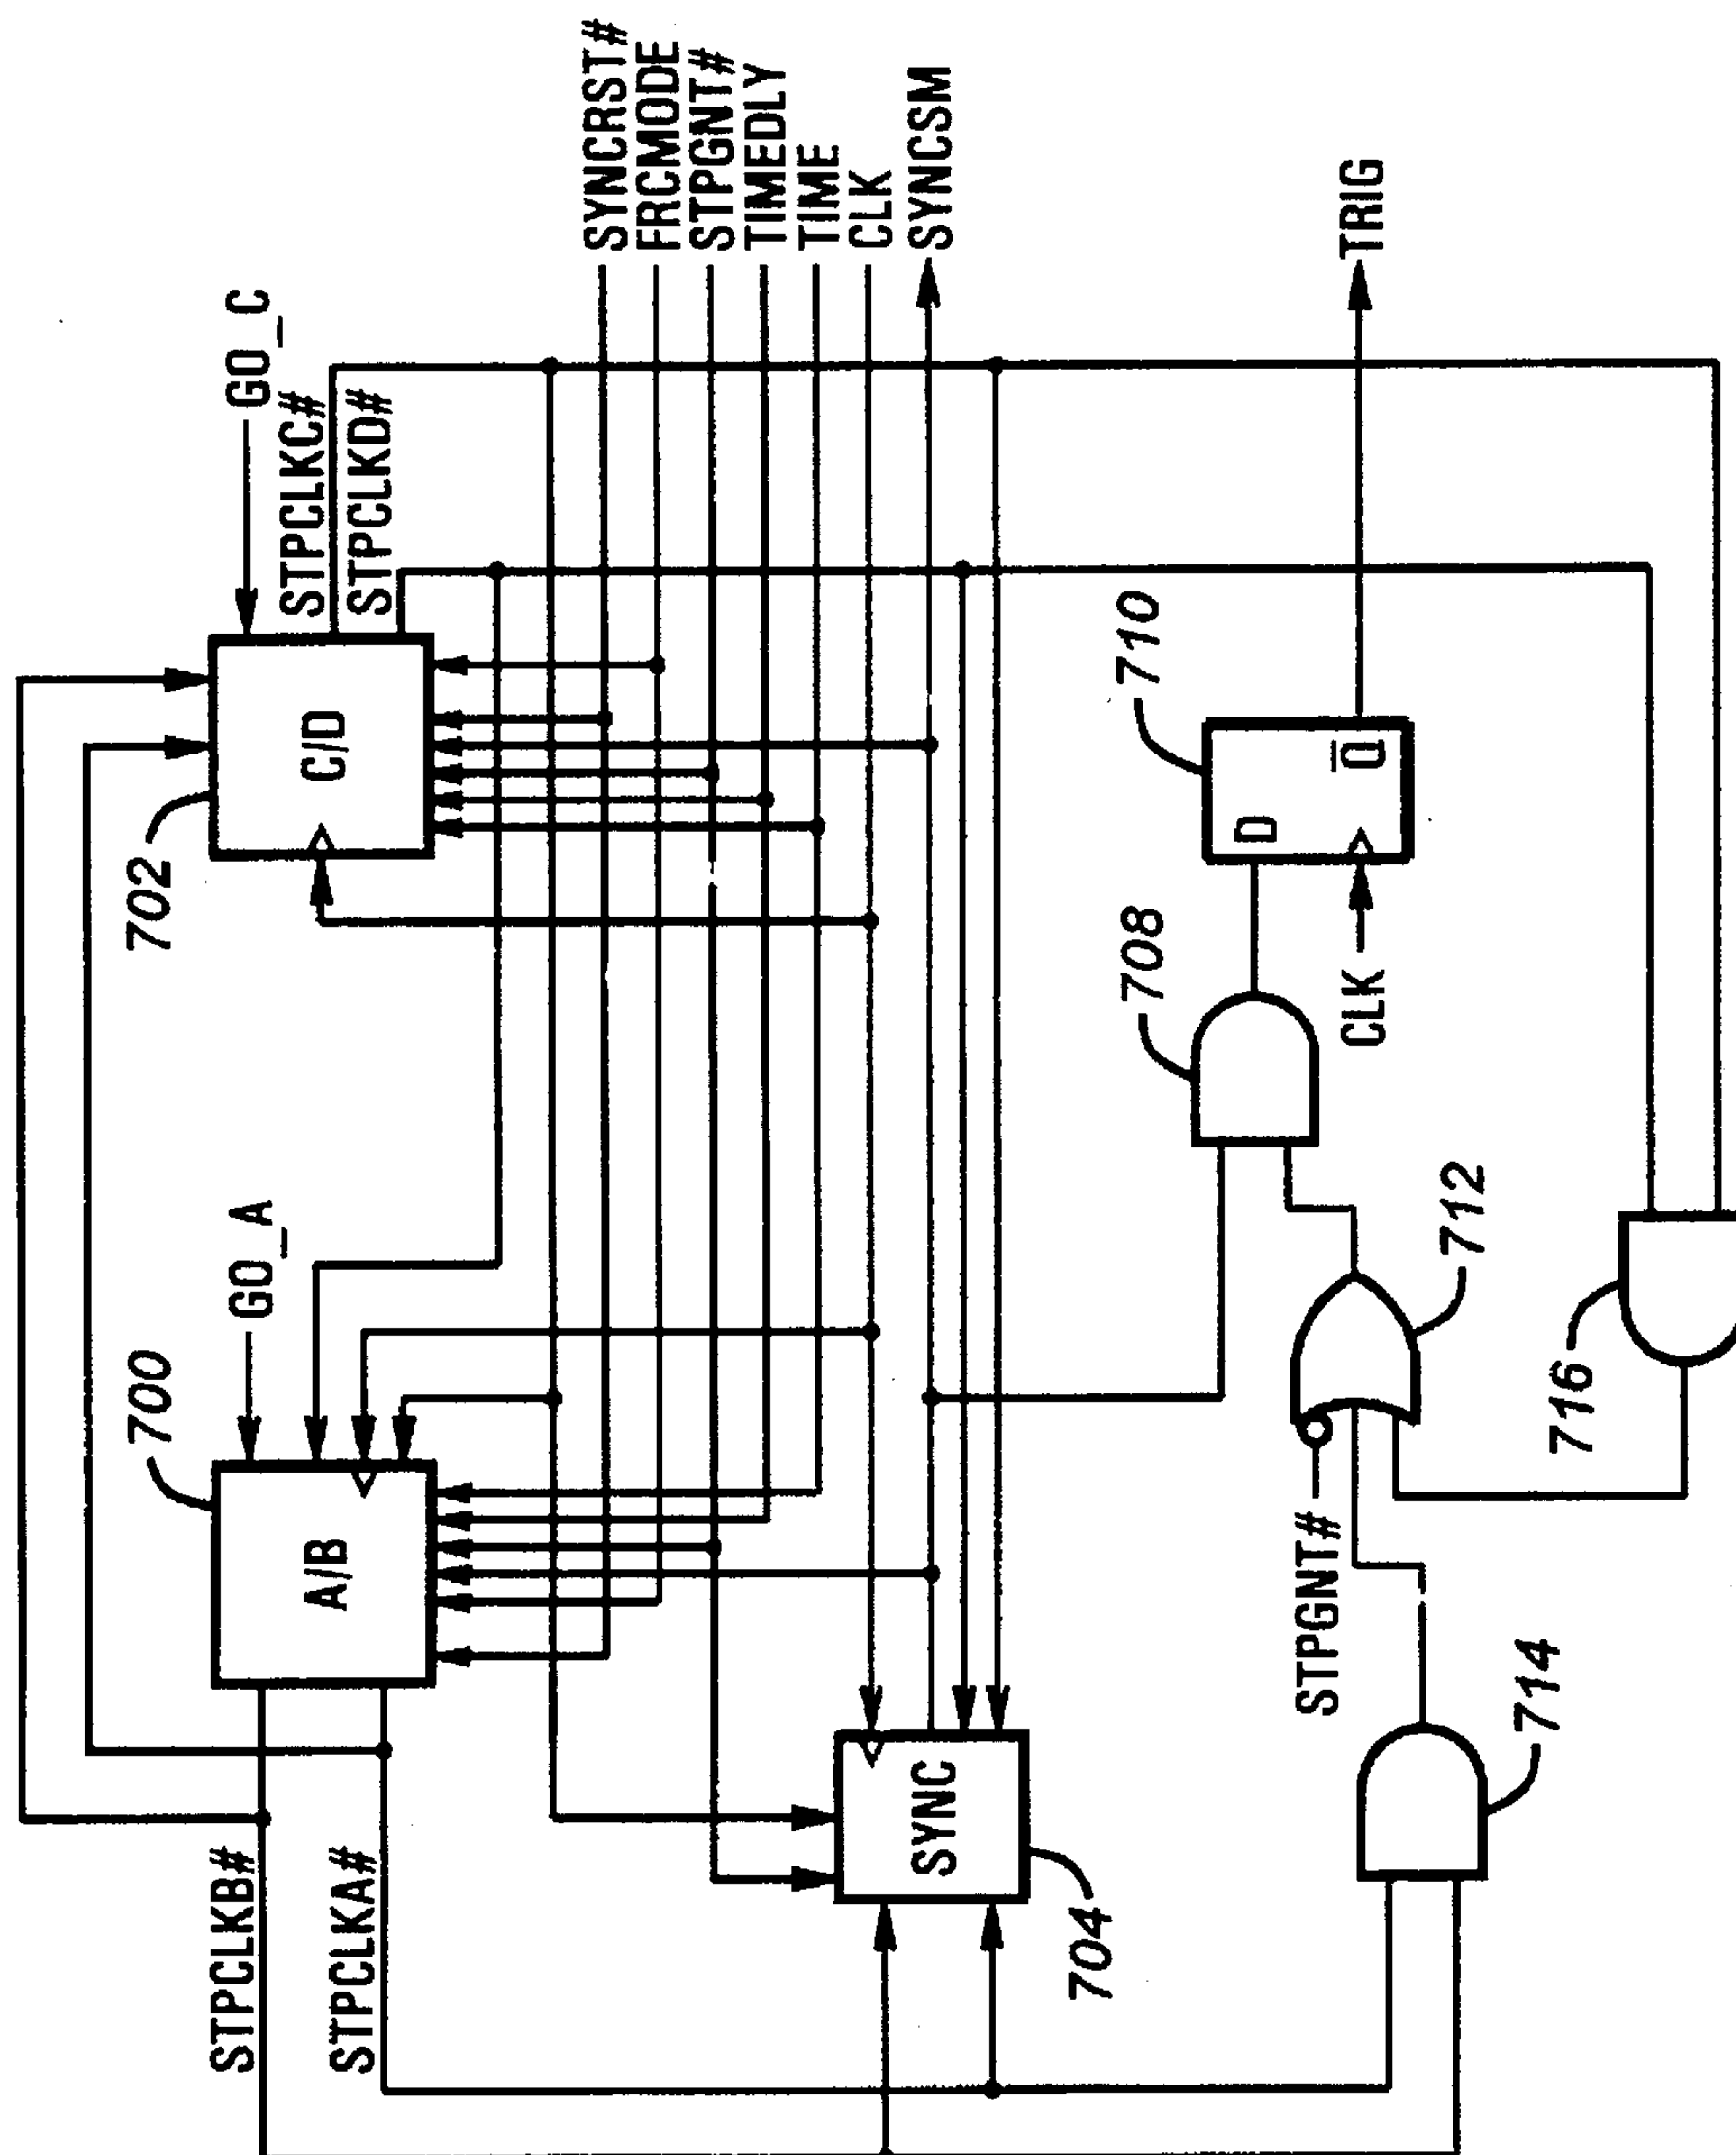 STPCLKB#
STPCLKA#
700
A/B
GO_A
702
C/D
GO_C
STPCLKC#
STPCLKD#
SYNCRST#
FRCMODE
STPGNT#
TIMEDLY
TIME
CLK
SYNCSM
SYNC
704
708
710
D
Q
CLK
TRIG
STPGNT#
712
714
716